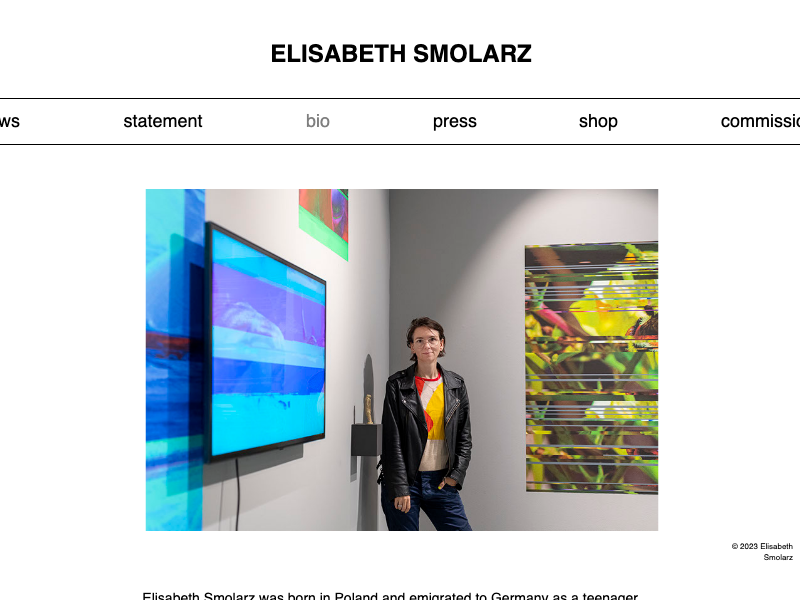 ELISABETH SMOLARZ
ws statement bio press shop commissio
© 2023 Elisabeth
Smolarz
Elisabeth Smolarz was born in Poland and emigrated to Germany as a teenager